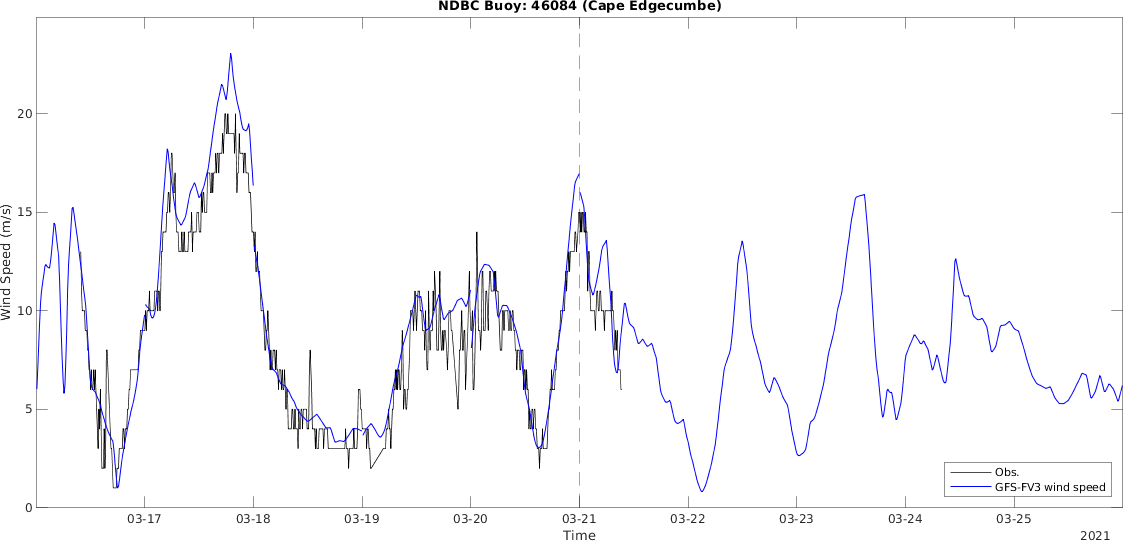 NDBC Buoy: 46084 (Cape Edgecumbe)
Wind Speed (m/s)
20
15
10
5
0
Obs.
GFS-FV3 wind speed
03-17 03-18 03-19 03-20 03-21 03-22 03-23 03-24 03-25
Time
2021